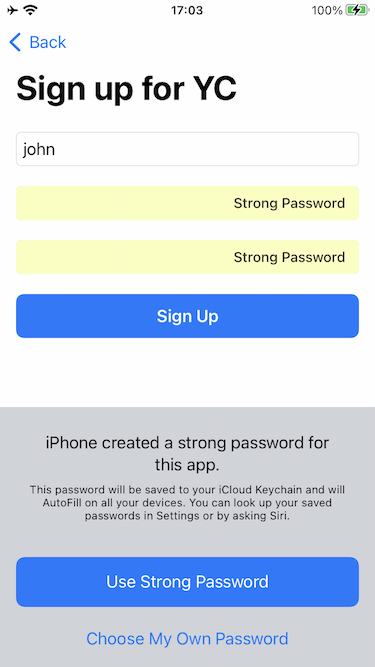 17:03
100%
Back
Sign up for YC
john
Strong Password
Strong Password
Sign Up
iPhone created a strong password for
this app.
This password will be saved to your iCloud Keychain and will
AutoFill on all your devices. You can look up your saved
passwords in Settings or by asking Siri.
Use Strong Password
Choose My Own Password